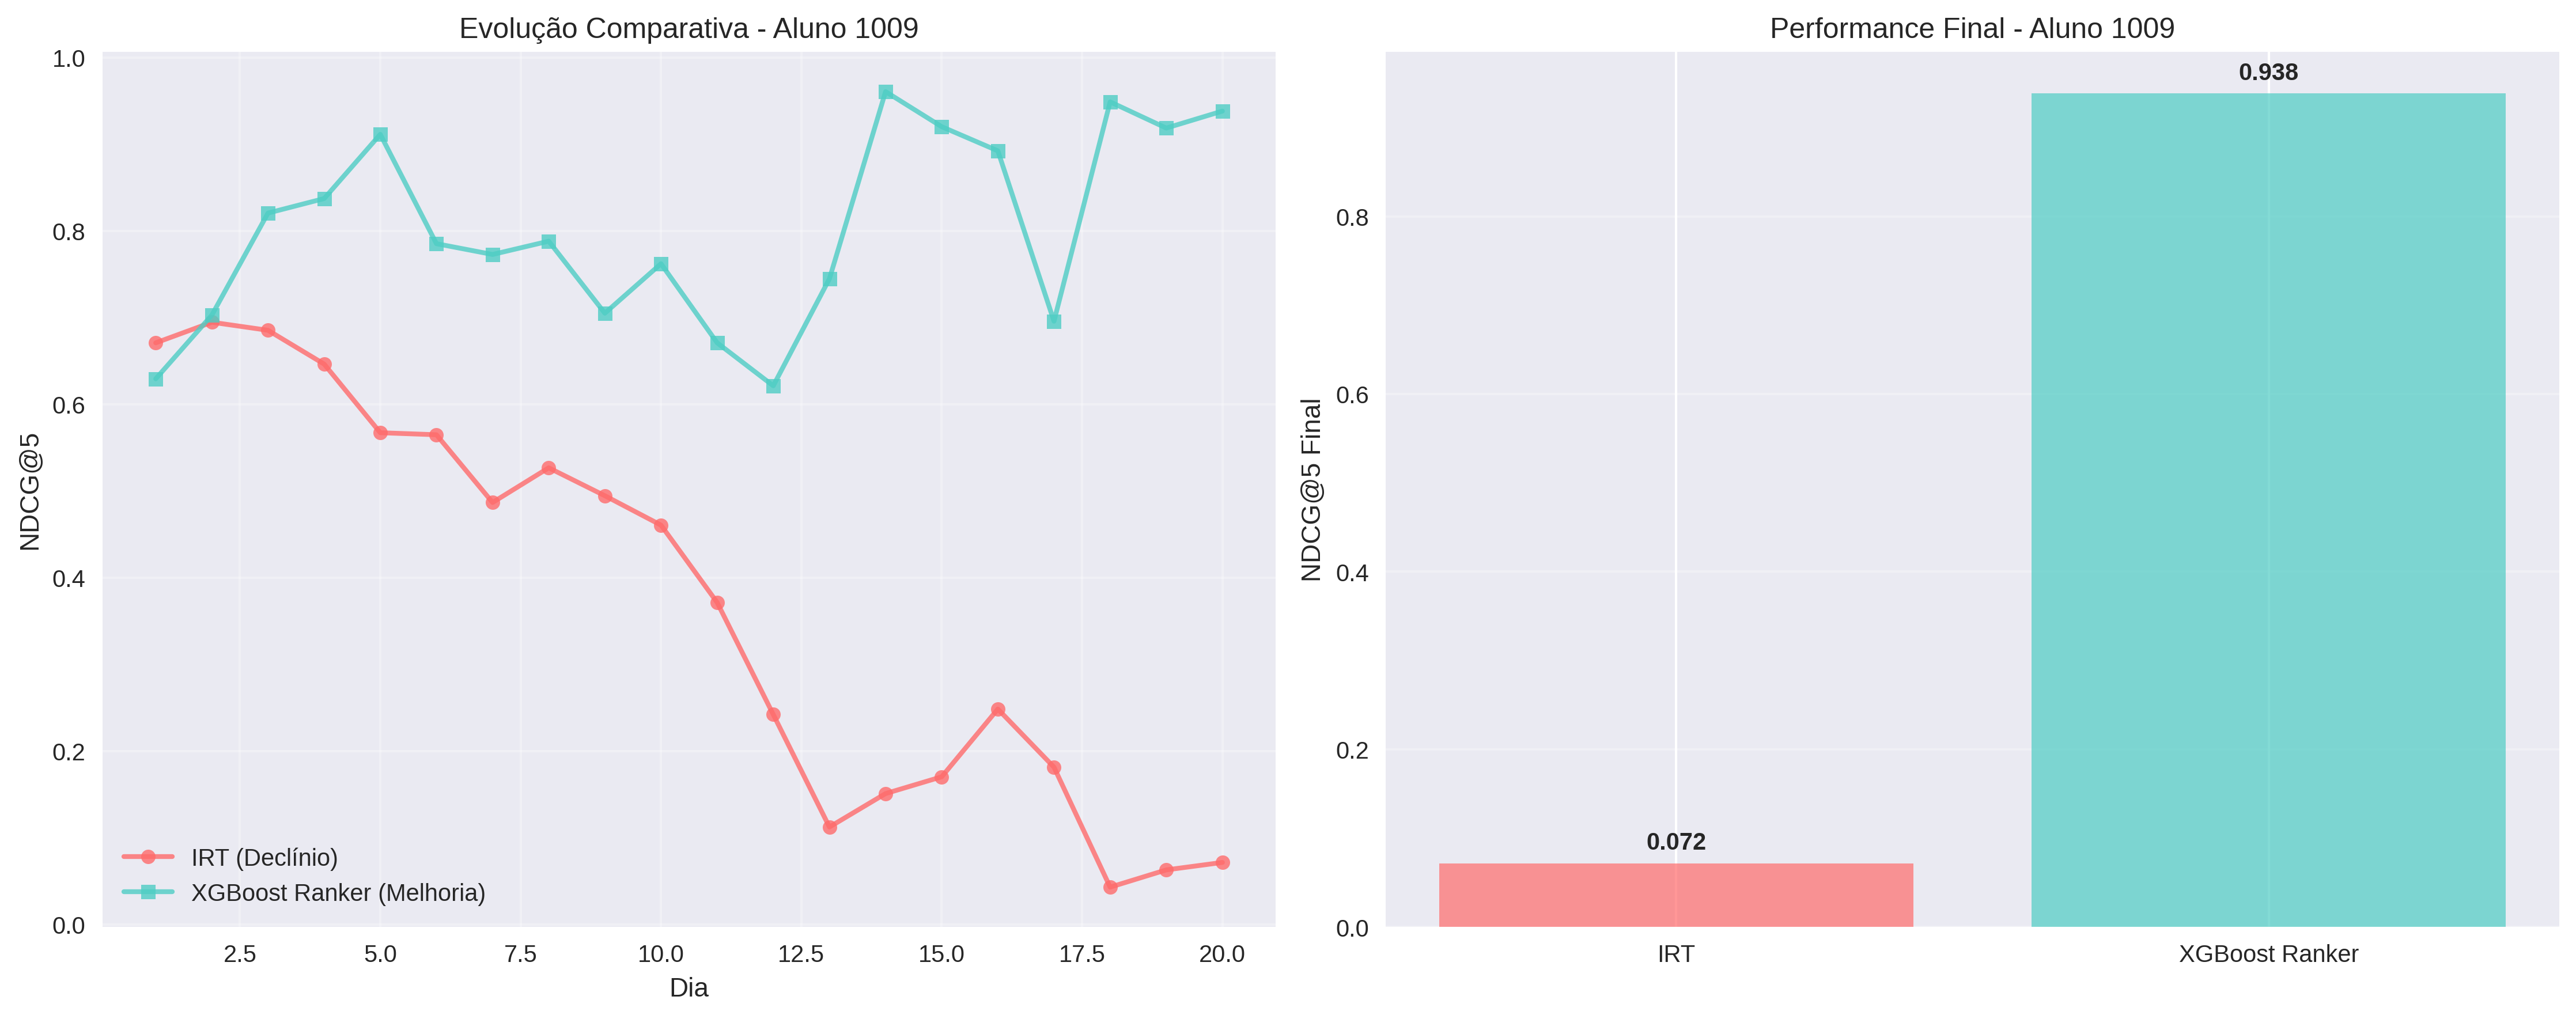 Evolução Comparativa - Aluno 1009
1.0
0.8
0.6
0.4
0.2
0.0
NDCG@5
IRT (Declínio)
XGBoost Ranker (Melhoria)
2.5 5.0 7.5 10.0 12.5 15.0 17.5 20.0
Dia
Performance Final - Aluno 1009
0.938
0.8
0.6
0.4
0.2
0.0
NDCG@5 Final
0.072
IRT XGBoost Ranker